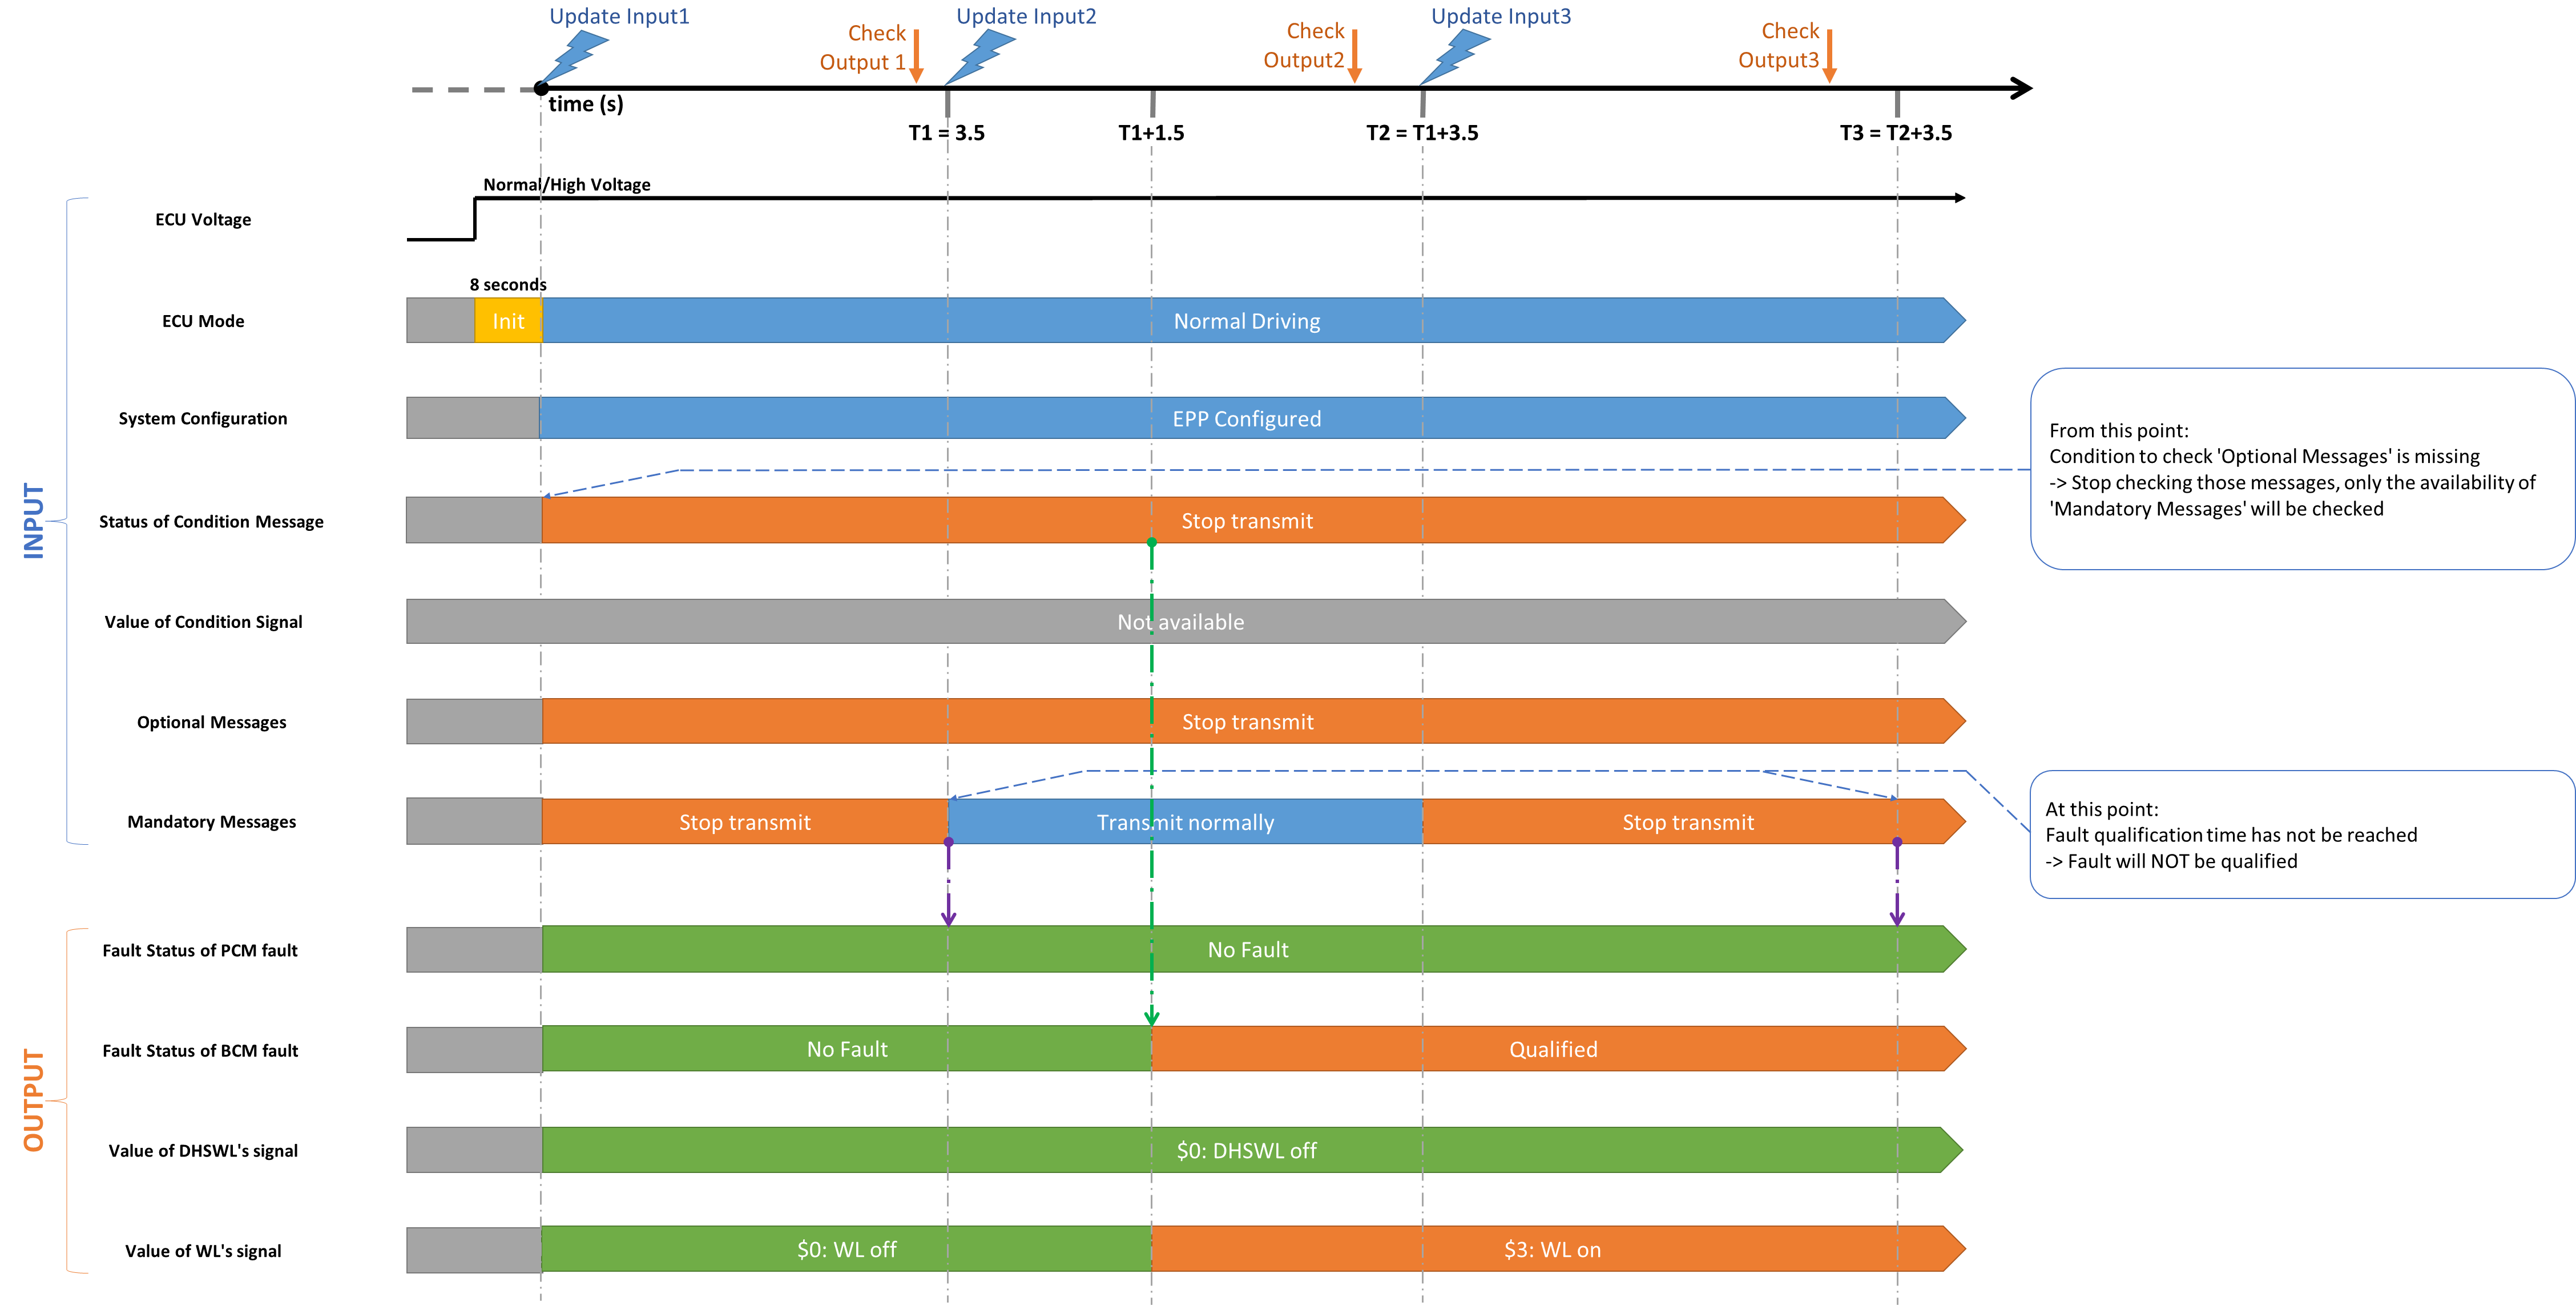 Update Input1
Update Input2
Update Input3
Check
Output 1
Check
Output2
Check
Output3
time (s)
T1 = 3.5
T1+1.5
T2 = T1+3.5
T3 = T2+3.5
Normal/High Voltage
ECU Voltage
8 seconds
ECU Mode
Init
Normal Driving
System Configuration
EPP Configured
From this point:
Condition to check 'Optional Messages' is missing
-> Stop checking those messages, only the availability of
'Mandatory Messages' will be checked
INPUT
Status of Condition Message
Stop transmit
Value of Condition Signal
Not available
Optional Messages
Stop transmit
Mandatory Messages
Stop transmit
Transmit normally
Stop transmit
At this point:
Fault qualification time has not be reached
-> Fault will NOT be qualified
Fault Status of PCM fault
No Fault
Fault Status of BCM fault
No Fault
Qualified
OUTPUT
Value of DHSWL's signal
$0: DHSWL off
Value of WL's signal
$0: WL off
$3: WL on